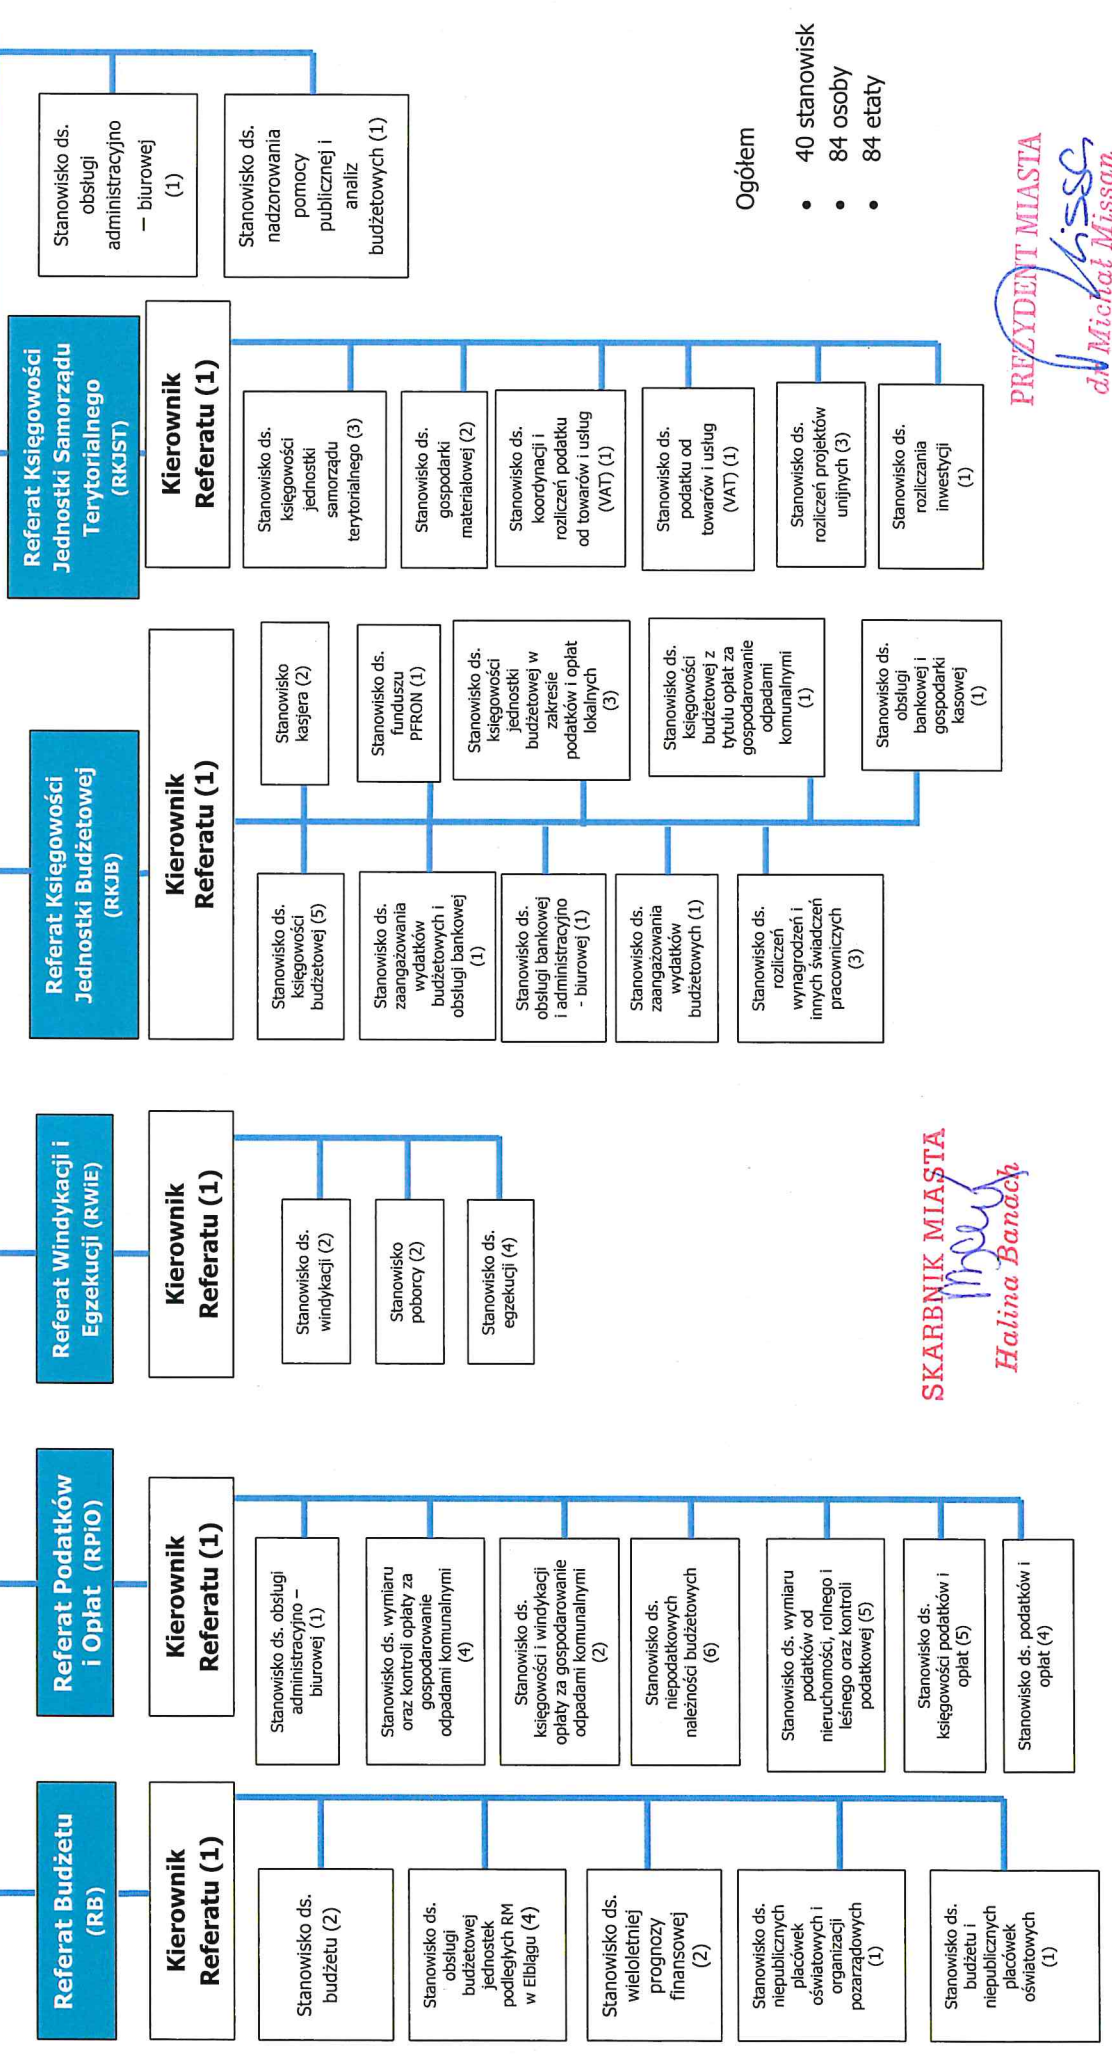 Referat Budżetu
(RB)
Kierownik
Referatu (1)
Stanowisko ds.
budżetu (2)
Stanowisko ds.
obsługi
budżetowej
jednostek
podległych RM
w Elblągu (4)
Stanowisko ds.
wieloletniej
prognozy
finansowej
(2)
Stanowisko ds.
niepublicznych
placówek
oświatowych i
organizacji
pozarządowych
(1)
Stanowisko ds.
budżetu i
niepublicznych
placówek
oświatowych
(1)
Referat Podatków
i Opłat (RPiO)
Kierownik
Referatu (1)
Stanowisko ds. obsługi
administracyjno –
biurowej (1)
Stanowisko ds. wymiaru
oraz kontroli opłaty za
gospodarowanie
odpadami komunalnymi
(4)
Stanowisko ds.
księgowości i windykacji
opłaty za gospodarowanie
odpadami komunalnymi
(2)
Stanowisko ds.
niepodatkowych
należności budżetowych
(6)
Stanowisko ds. wymiaru
podatków od
nieruchomości, rolnego i
leśnego oraz kontroli
podatkowej (5)
Stanowisko ds.
księgowości podatków i
opłat (5)
Stanowisko ds. podatków i
opłat (4)
Referat Windykacji i
Egzekucji (RWiE)
Kierownik
Referatu (1)
Stanowisko ds.
windykacji (2)
Stanowisko
poborcy (2)
Stanowisko ds.
egzekucji (4)
Referat Księgowości
Jednostki Budżetowej
(RKJB)
Kierownik
Referatu (1)
Stanowisko ds.
księgowości
budżetowej (5)
Stanowisko ds.
zaangażowania
wydatków
budżetowych i
obsługi bankowej
(1)
Stanowisko ds.
obsługi bankowej
i administracyjno
- biurowej (1)
Stanowisko ds.
zaangażowania
wydatków
budżetowych (1)
Stanowisko ds.
rozliczeń
wynagrodzeń i
innych świadczeń
pracowniczych
(3)
Stanowisko
kasjera (2)
Stanowisko ds.
funduszu
PFRON (1)
Stanowisko ds.
księgowości
jednostki
budżetowej w
zakresie
podatków i opłat
lokalnych
(3)
Stanowisko ds.
księgowości
budżetowej z
tytułu opłat za
gospodarowanie
odpadami
komunalnymi
(1)
Stanowisko ds.
obsługi
bankowej i
gospodarki
kasowej
(1)
Referat Księgowości
Jednostki Samorządu
Terytorialnego
(RKJST)
Kierownik
Referatu (1)
Stanowisko ds.
księgowości
jednostki
samorządu
terytorialnego (3)
Stanowisko ds.
gospodarki
materiałowej (2)
Stanowisko ds.
koordynacji i
rozliczeń podatku
od towarów i usług
(VAT) (1)
Stanowisko ds.
podatku od
towarów i usług
(VAT) (1)
Stanowisko ds.
rozliczeń projektów
unijnych (3)
Stanowisko ds.
rozliczania
inwestycji
(1)
Stanowisko ds.
obsługi
administracyjno
– biurowej
(1)
Stanowisko ds.
nadzorowania
pomocy
publicznej i
analiz
budżetowych (1)
Ogółem
• 40 stanowisk
• 84 osoby
• 84 etaty
SKARBNIK MIASTA
Halina Banach
PREZYDENT MIASTA
dr Michał Missan